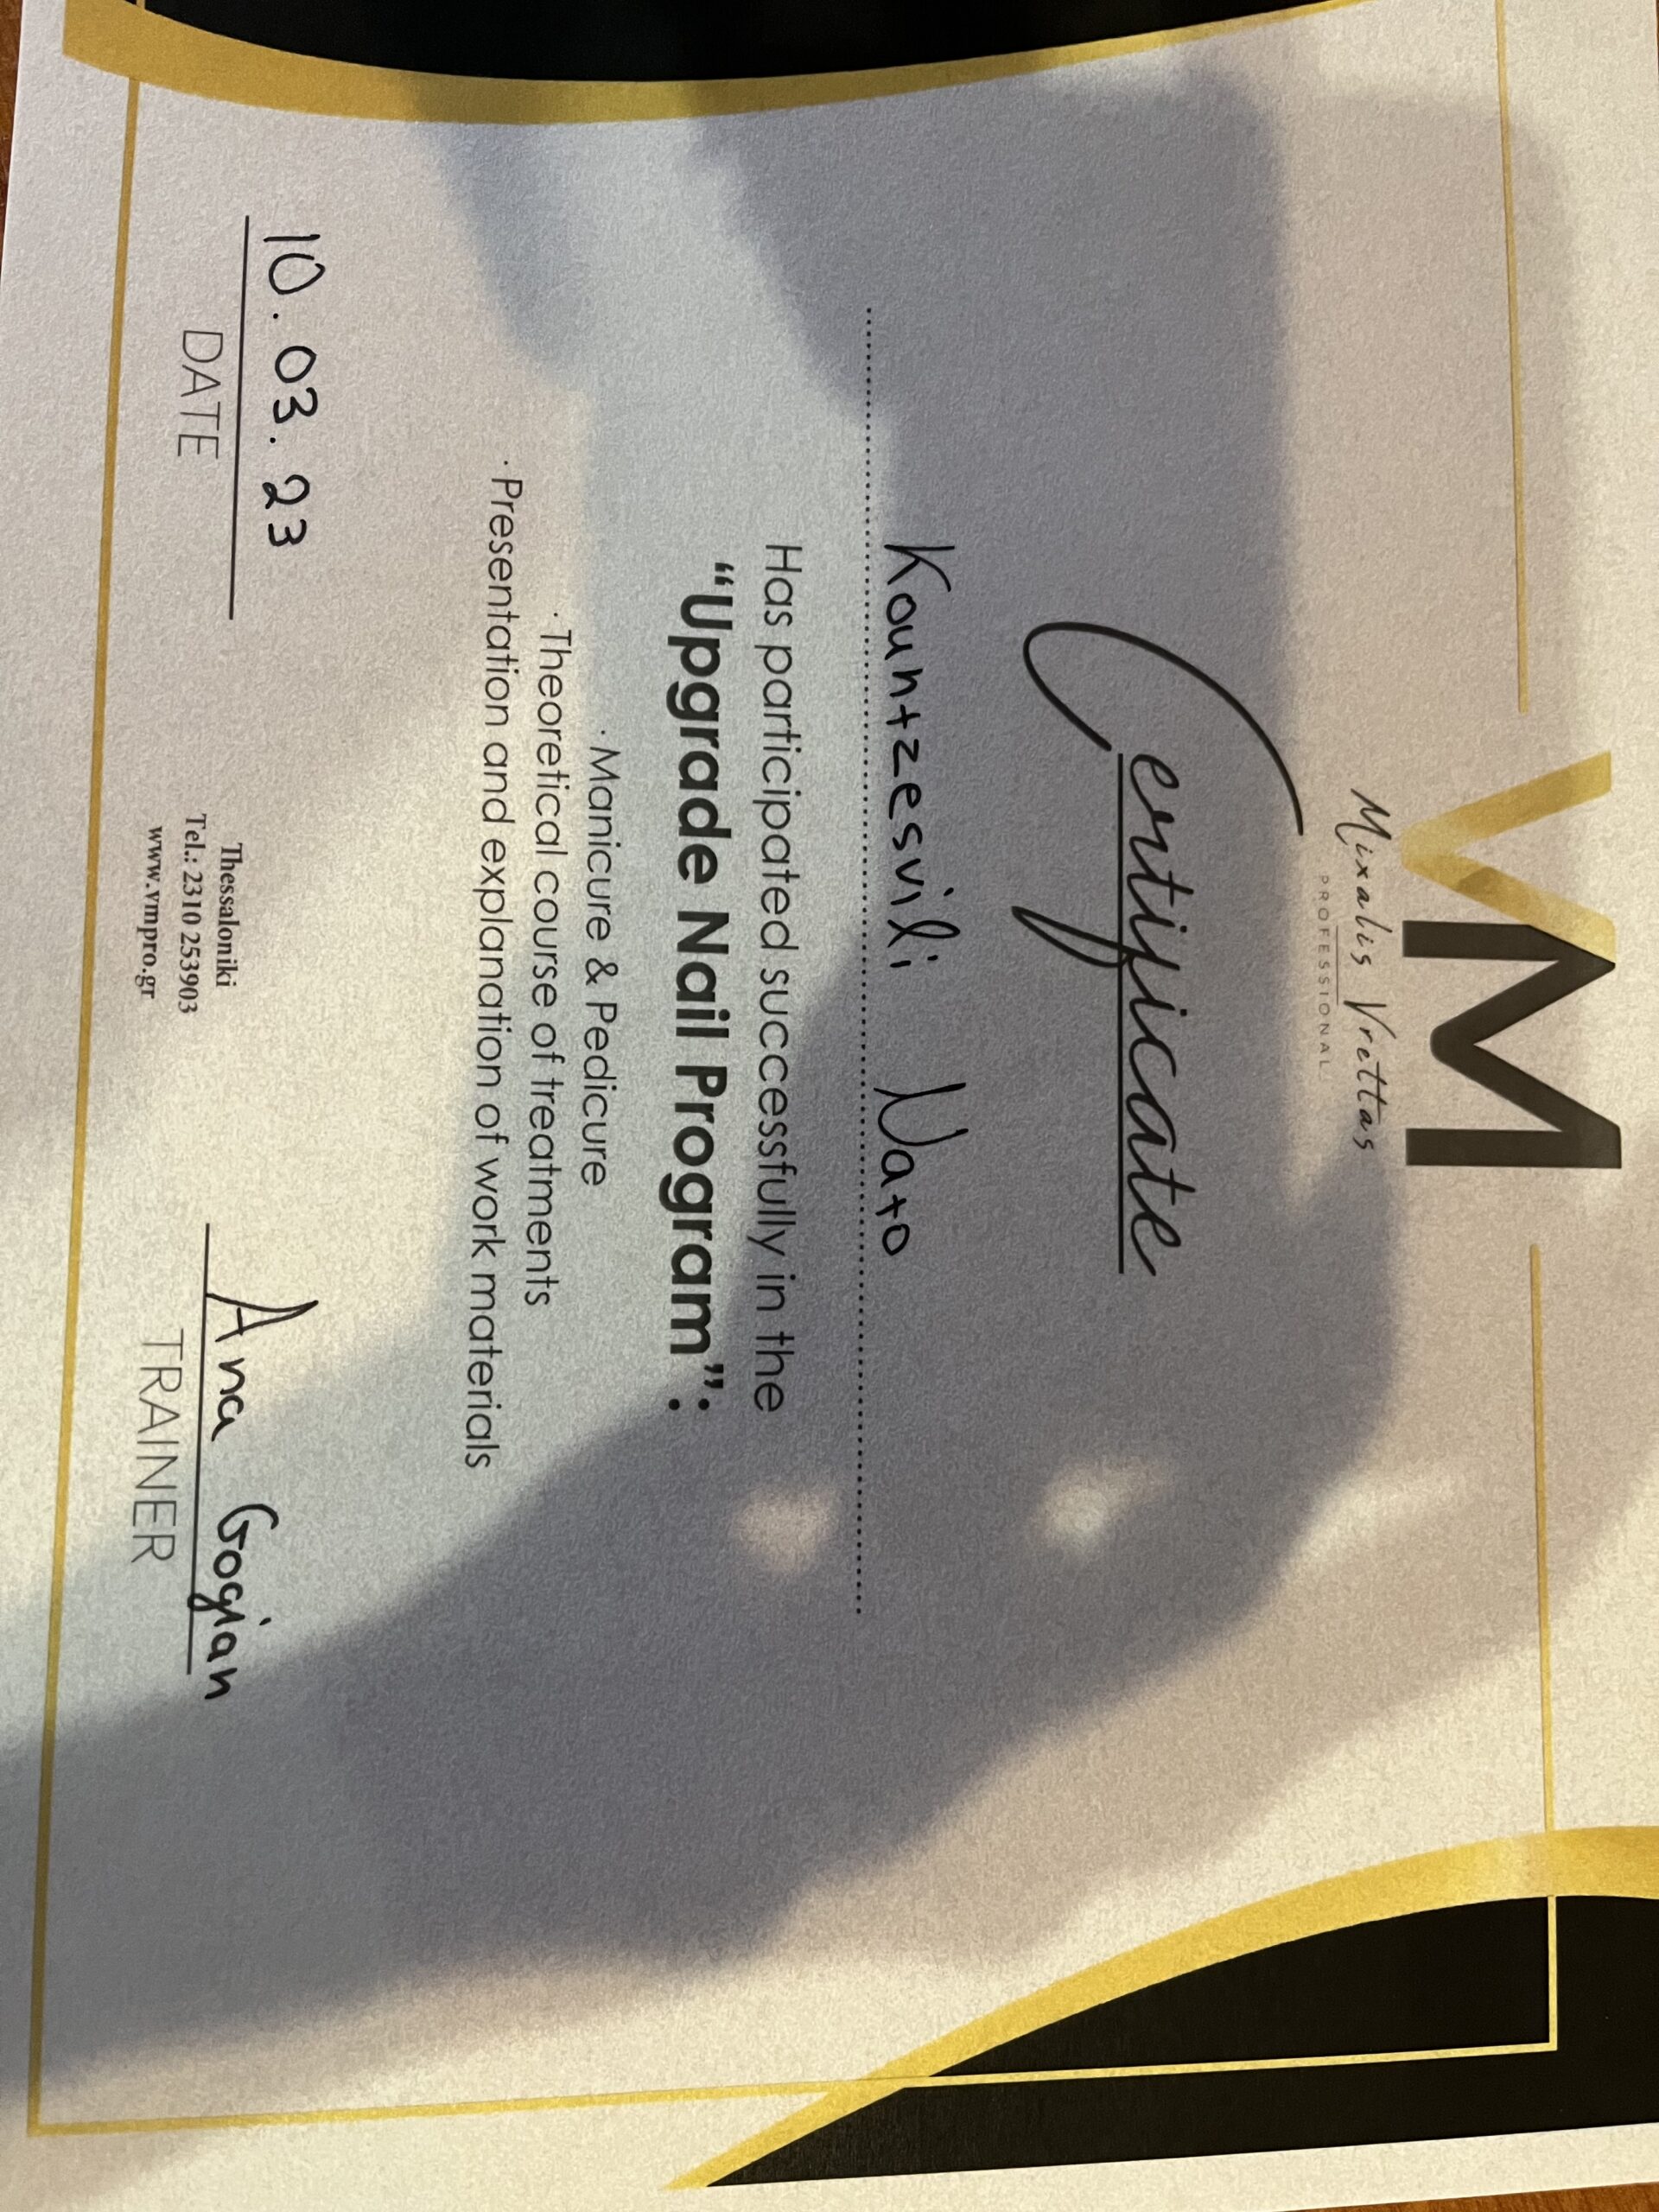 VM
Mixalis Vrettas
PROFESSIONAL
Certificate
Kountzesvili Nato
Has participated successfully in the
“Upgrade Nail Program”:
· Manicure & Pedicure
· Theoretical course of treatments
· Presentation and explanation of work materials
10.03.23
DATE
Thessaloniki
Tel.: 2310 253903
www.vmpro.gr
Ana Gogian
TRAINER